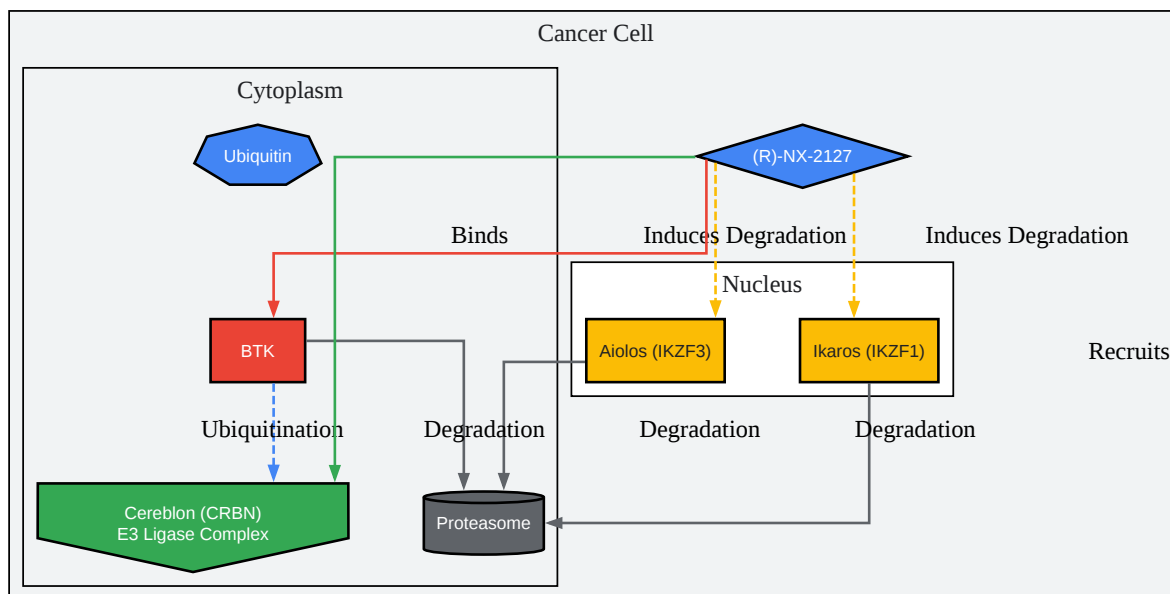 Cancer Cell
Cytoplasm
Ubiquitin
(R)-NX-2127
Binds
Induces Degradation
Induces Degradation
Nucleus
BTK
Aiolos (IKZF3)
Ikaros (IKZF1)
Recruits
Ubiquitination
Degradation
Degradation
Degradation
Cereblon (CRBN)
E3 Ligase Complex
Proteasome